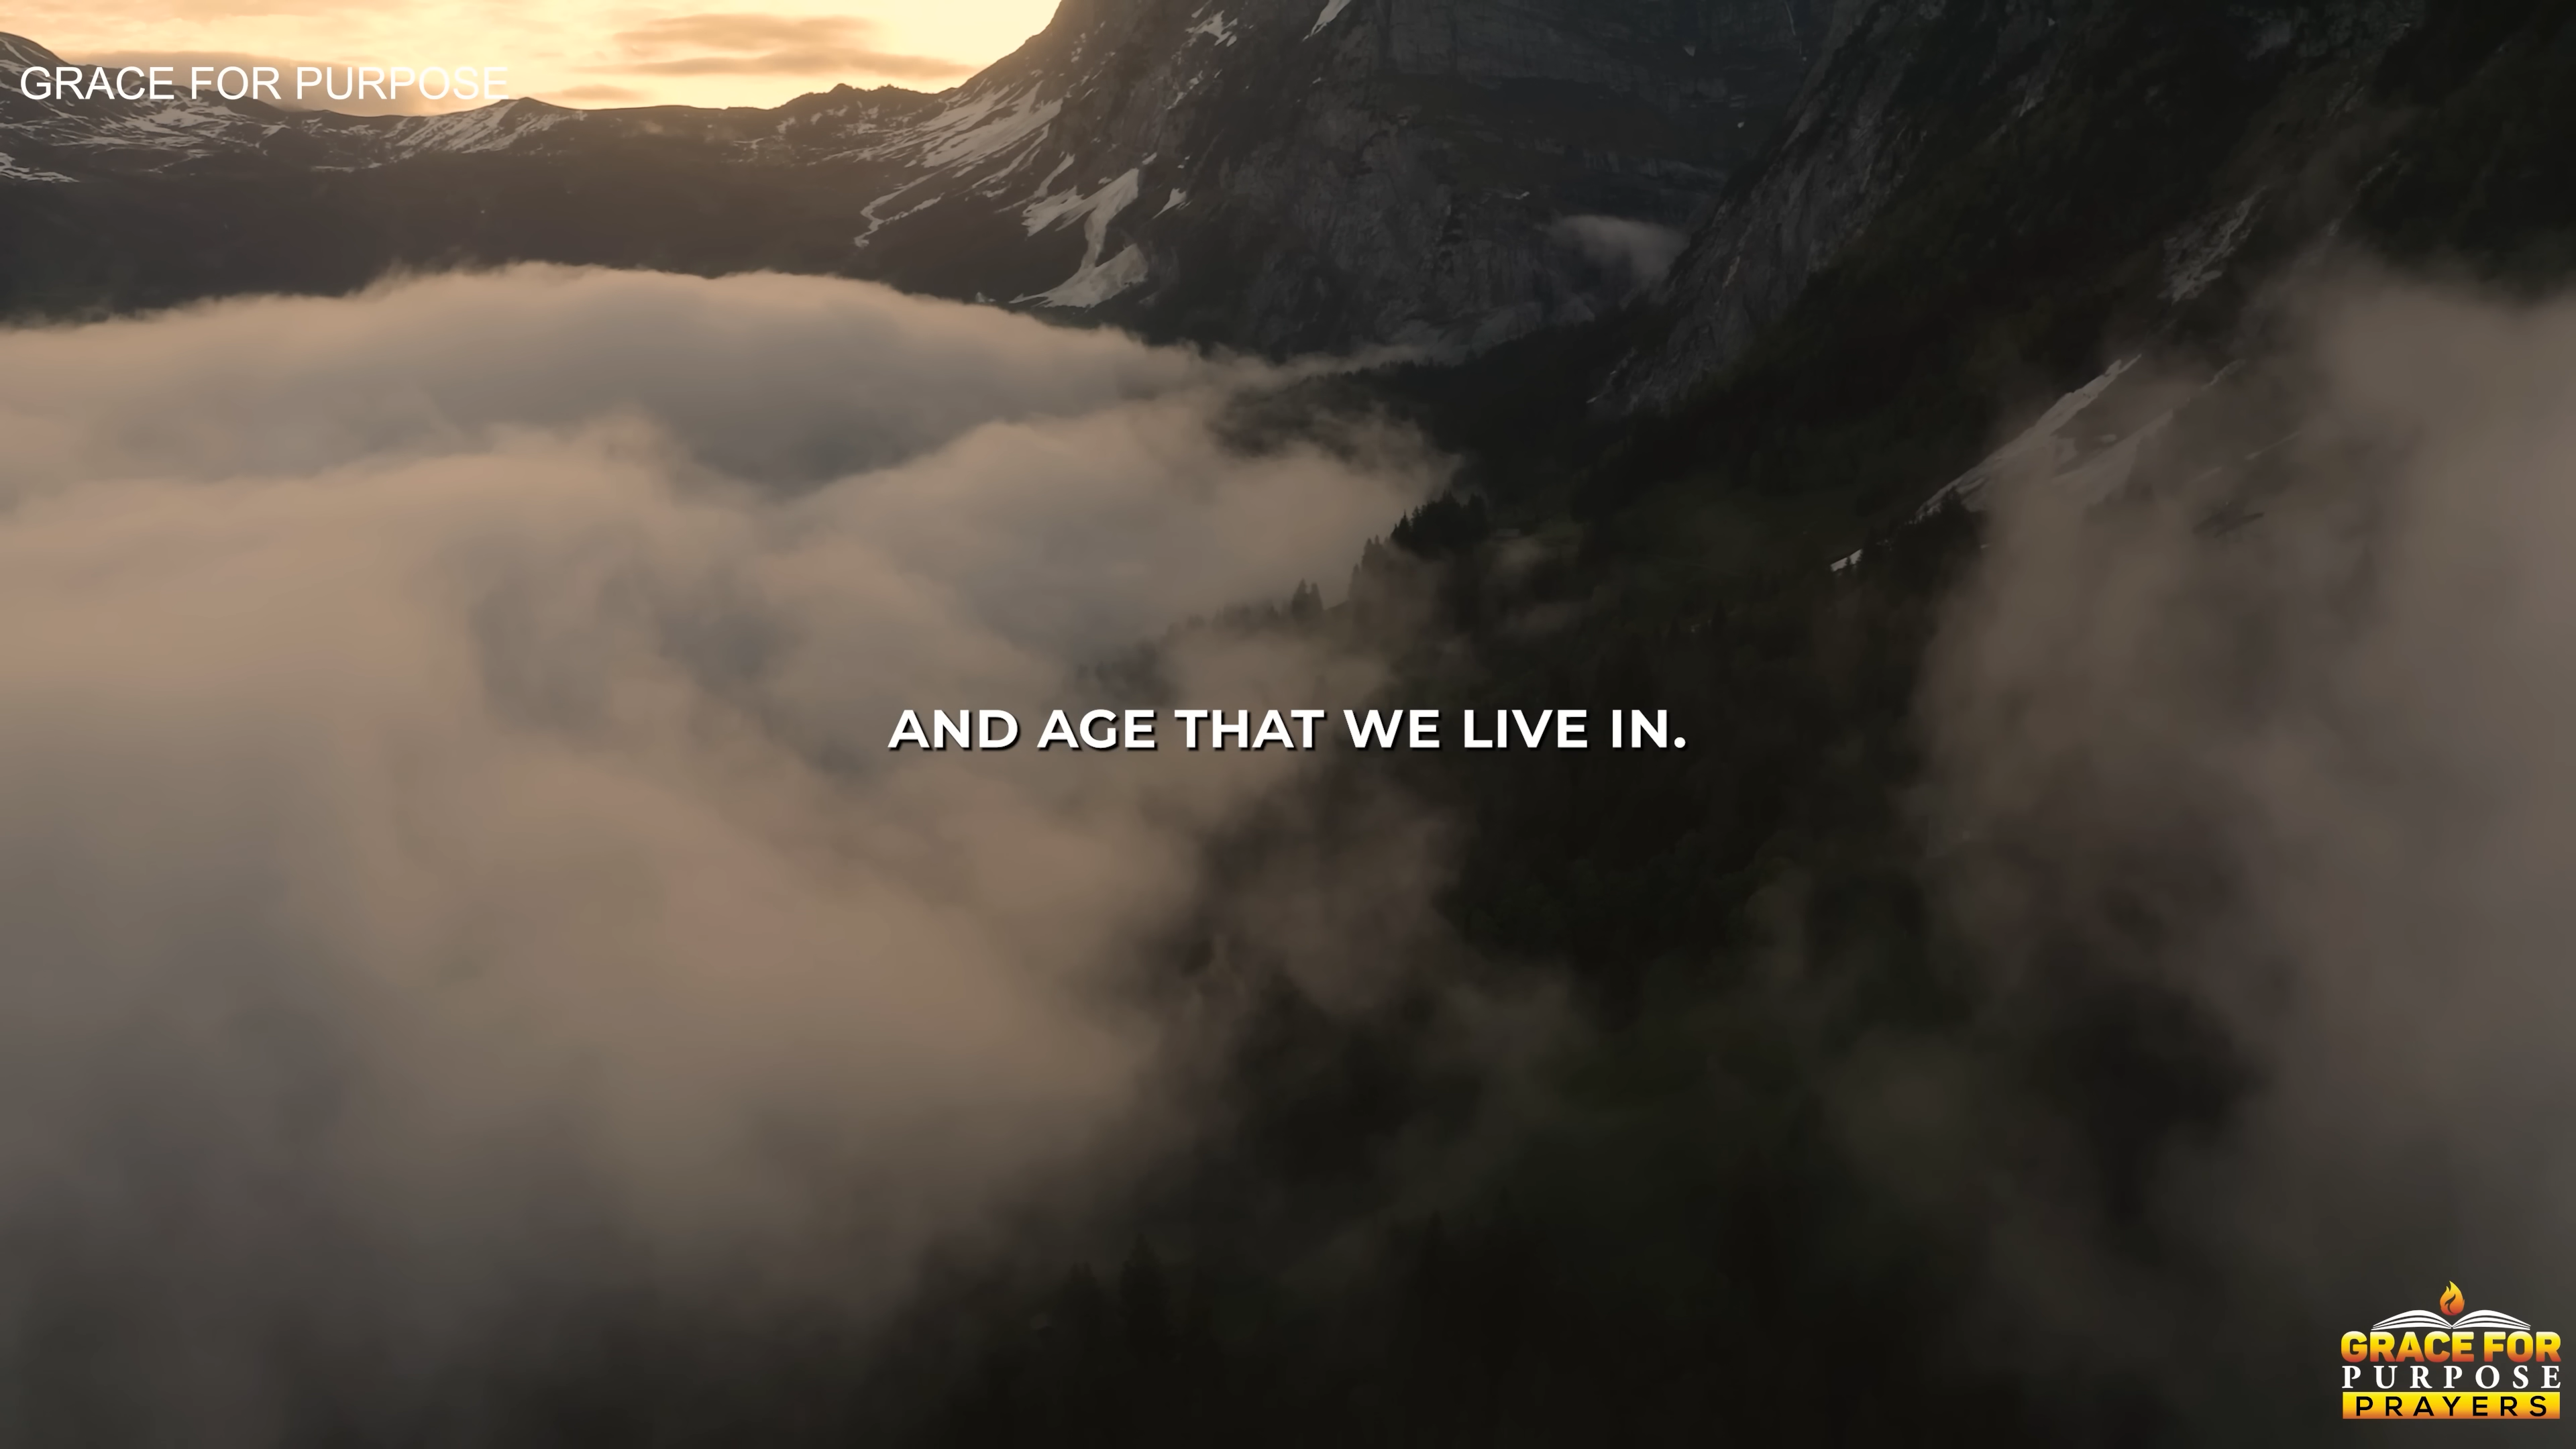 GRACE FOR PURPOSE
AND AGE THAT WE LIVE IN.
GRACE FOR
PURPOSE
PRAYERS